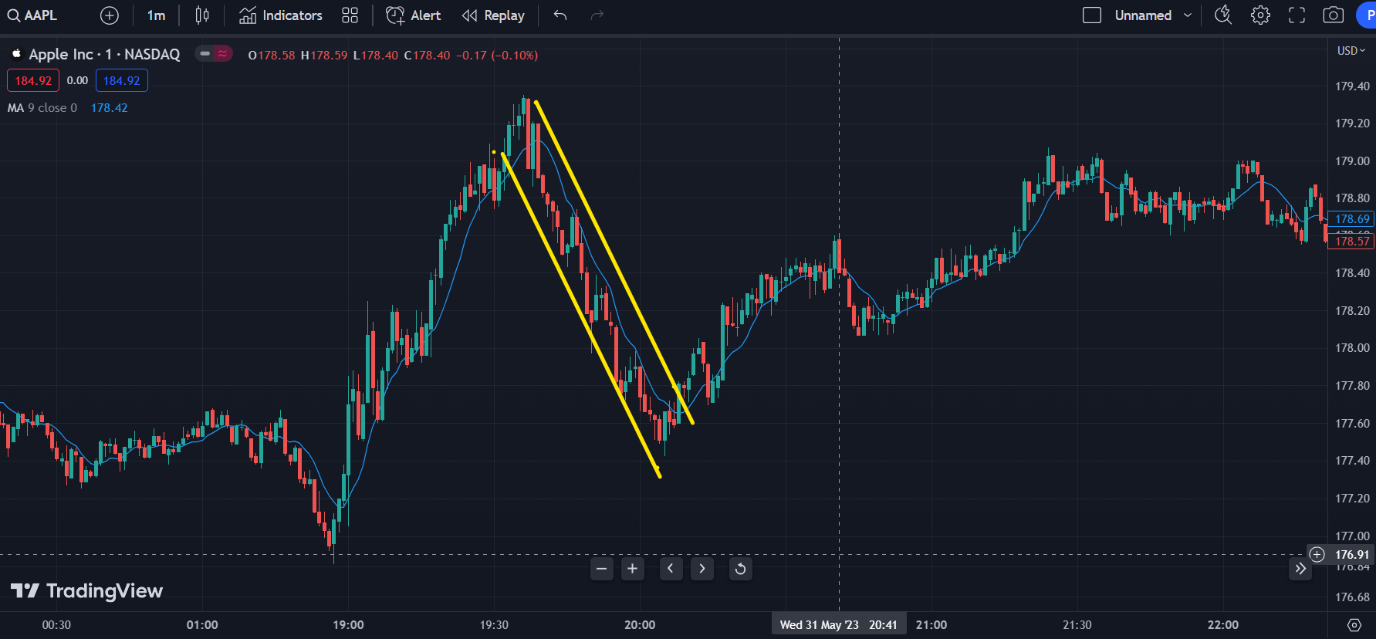 AAPL 1m Indicators Alert Replay Unnamed P
Apple Inc · 1 · NASDAQ O178.58 H178.59 L178.40 C178.40 −0.17 (−0.10%)
USD
184.92 0.00 184.92
MA 9 close 0 178.42
179.40
179.20
179.00
178.80
178.69
178.57
178.40
178.20
178.00
177.80
177.60
177.40
177.20
177.00
176.91
176.84
176.68
TradingView
00:30 01:00 19:00 19:30 20:00 Wed 31 May '23 20:41 21:00 21:30 22:00